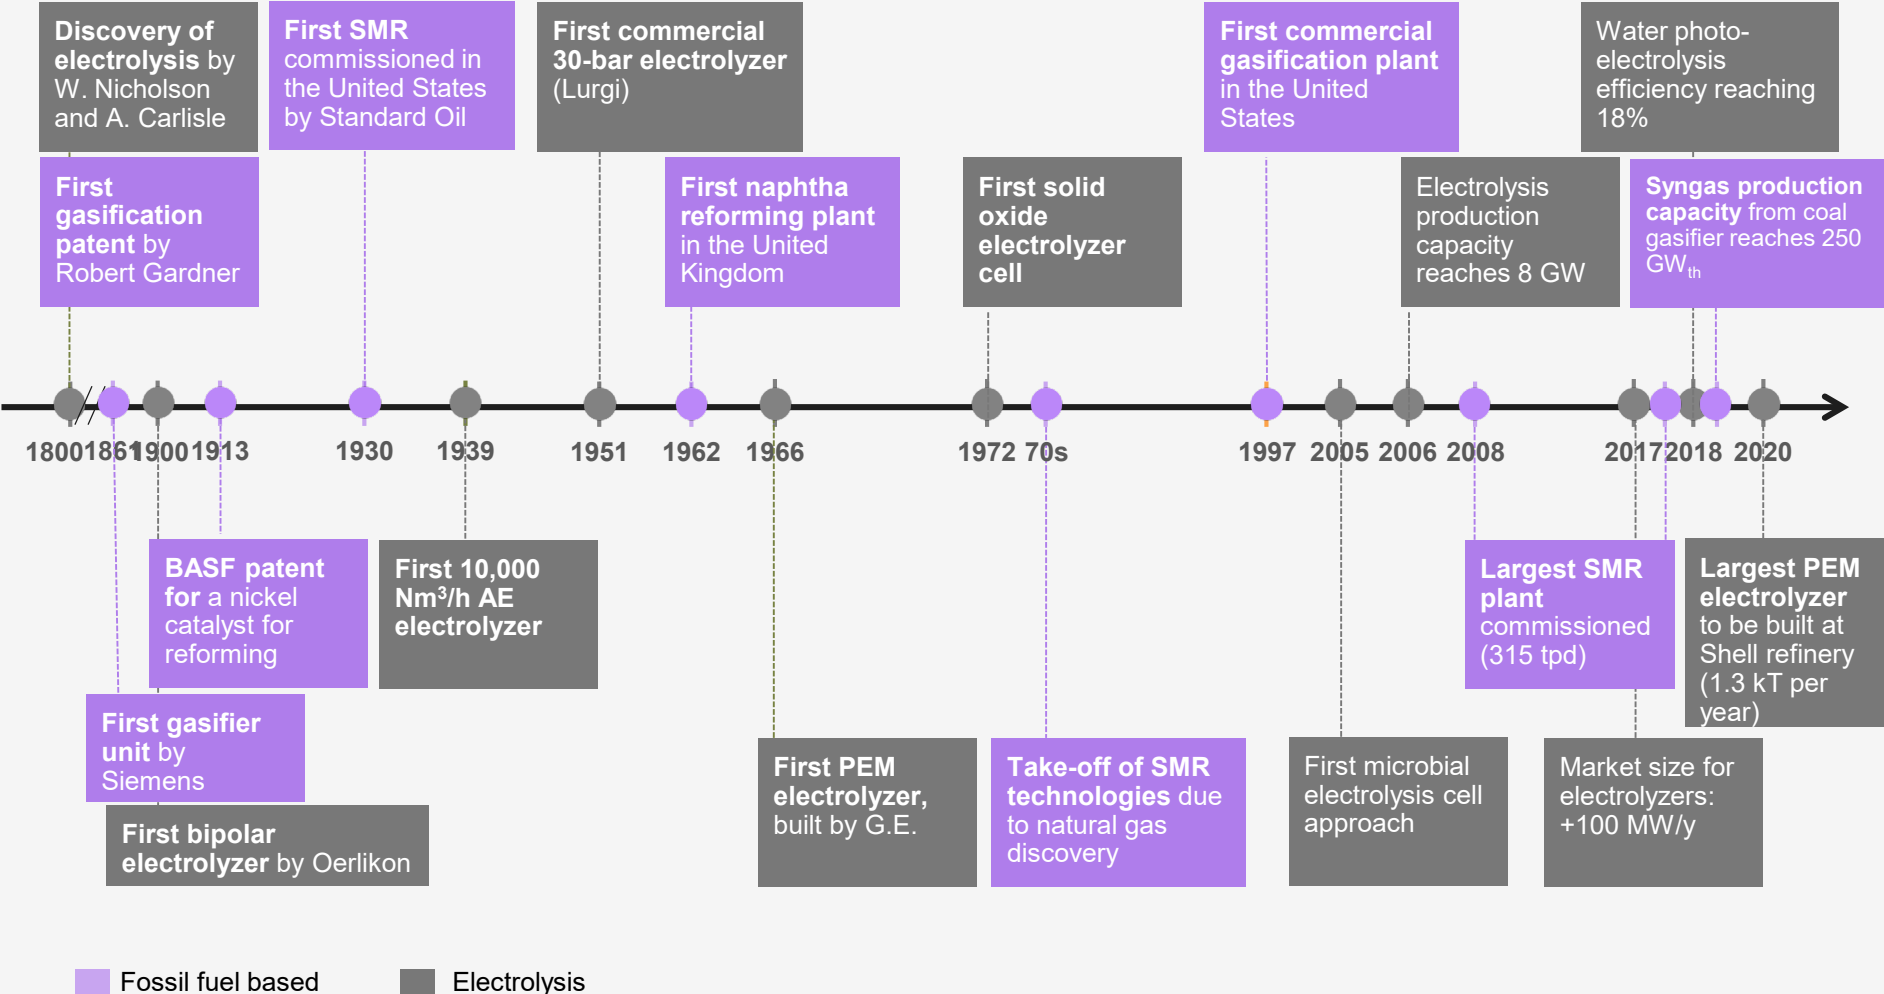 Discovery of
electrolysis by
W. Nicholson
and A. Carlisle
First SMR
commissioned in
the United States
by Standard Oil
First commercial
30-bar electrolyzer
(Lurgi)
First commercial
gasification plant
in the United
States
Water photo-
electrolysis
efficiency reaching
18%
First
gasification
patent by
Robert Gardner
First naphtha
reforming plant
in the United
Kingdom
First solid
oxide
electrolyzer
cell
Electrolysis
production
capacity
reaches 8 GW
Syngas production
capacity from coal
gasifier reaches 250
GWth
1800 1861 1900 1913 1930 1939 1951 1962 1966 1972 70s 1997 2005 2006 2008 2017 2018 2020
BASF patent
for a nickel
catalyst for
reforming
First 10,000
Nm³/h AE
electrolyzer
Largest SMR
plant
commissioned
(315 tpd)
Largest PEM
electrolyzer
to be built at
Shell refinery
(1.3 kT per
year)
First gasifier
unit by
Siemens
First bipolar
electrolyzer by Oerlikon
First PEM
electrolyzer,
built by G.E.
Take-off of SMR
technologies due
to natural gas
discovery
First microbial
electrolysis cell
approach
Market size for
electrolyzers:
+100 MW/y
Fossil fuel based
Electrolysis